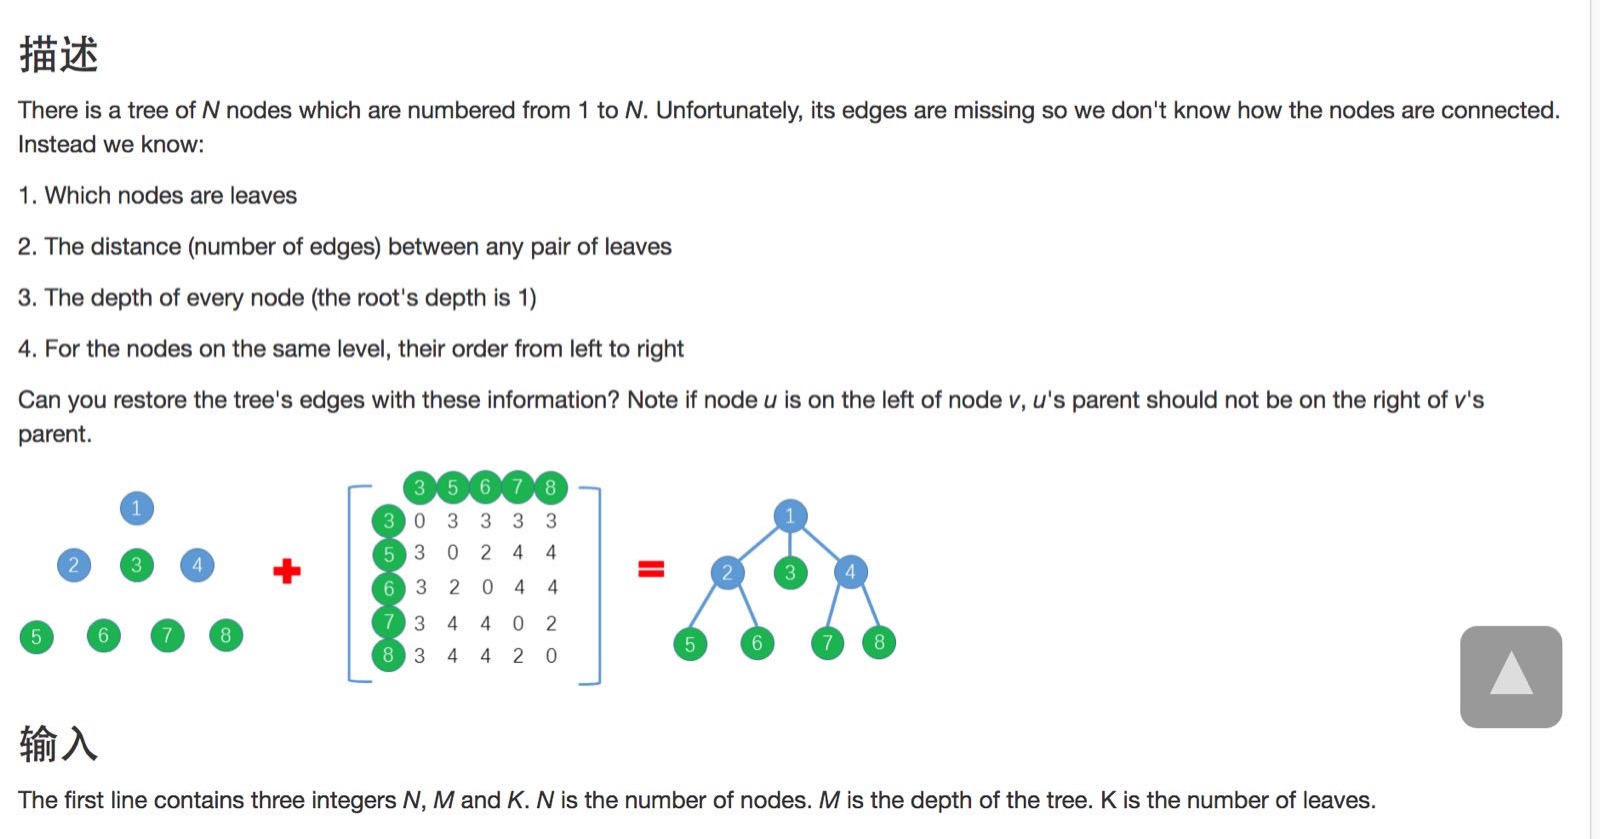 描述
There is a tree of N nodes which are numbered from 1 to N. Unfortunately, its edges are missing so we don't know how the nodes are connected.
Instead we know:
1. Which nodes are leaves
2. The distance (number of edges) between any pair of leaves
3. The depth of every node (the root's depth is 1)
4. For the nodes on the same level, their order from left to right
Can you restore the tree's edges with these information? Note if node u is on the left of node v, u's parent should not be on the right of v's
parent.
1
2 3 4
5 6 7 8
3 5 6 7 8
3 0 3 3 3 3
5 3 0 2 4 4
6 3 2 0 4 4
7 3 4 4 0 2
8 3 4 4 2 0
1
2 3 4
5 6 7 8
输入
The first line contains three integers N, M and K. N is the number of nodes. M is the depth of the tree. K is the number of leaves.